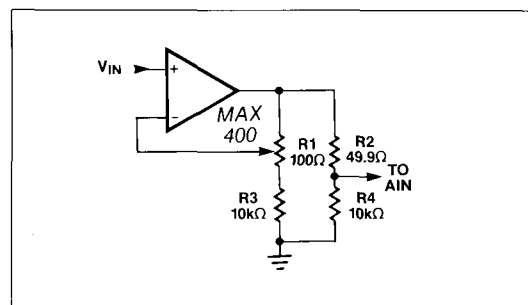 VIN
+
−
MAX
400
R1
100Ω
R2
49.9Ω
TO
AIN
R3
10kΩ
R4
10kΩ